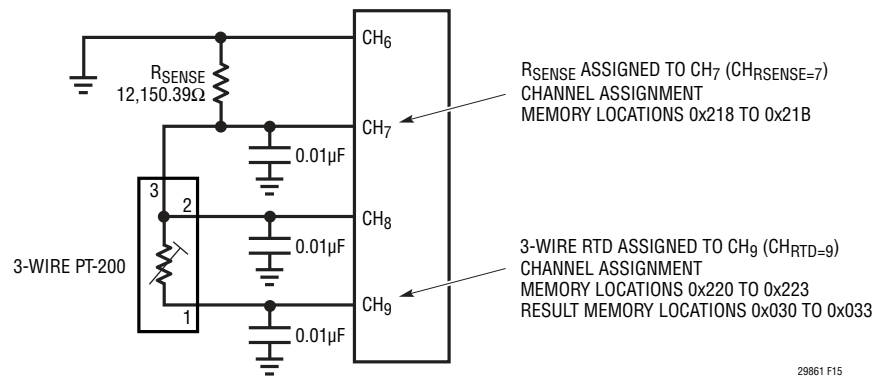 CH6
RSENSE
12,150.39Ω
CH7
0.01µF
3
2
CH8
0.01µF
3-WIRE PT-200
1
CH9
0.01µF
RSENSE ASSIGNED TO CH7 (CHRSENSE=7)
CHANNEL ASSIGNMENT
MEMORY LOCATIONS 0x218 TO 0x21B
3-WIRE RTD ASSIGNED TO CH9 (CHRTD=9)
CHANNEL ASSIGNMENT
MEMORY LOCATIONS 0x220 TO 0x223
RESULT MEMORY LOCATIONS 0x030 TO 0x033
29861 F15